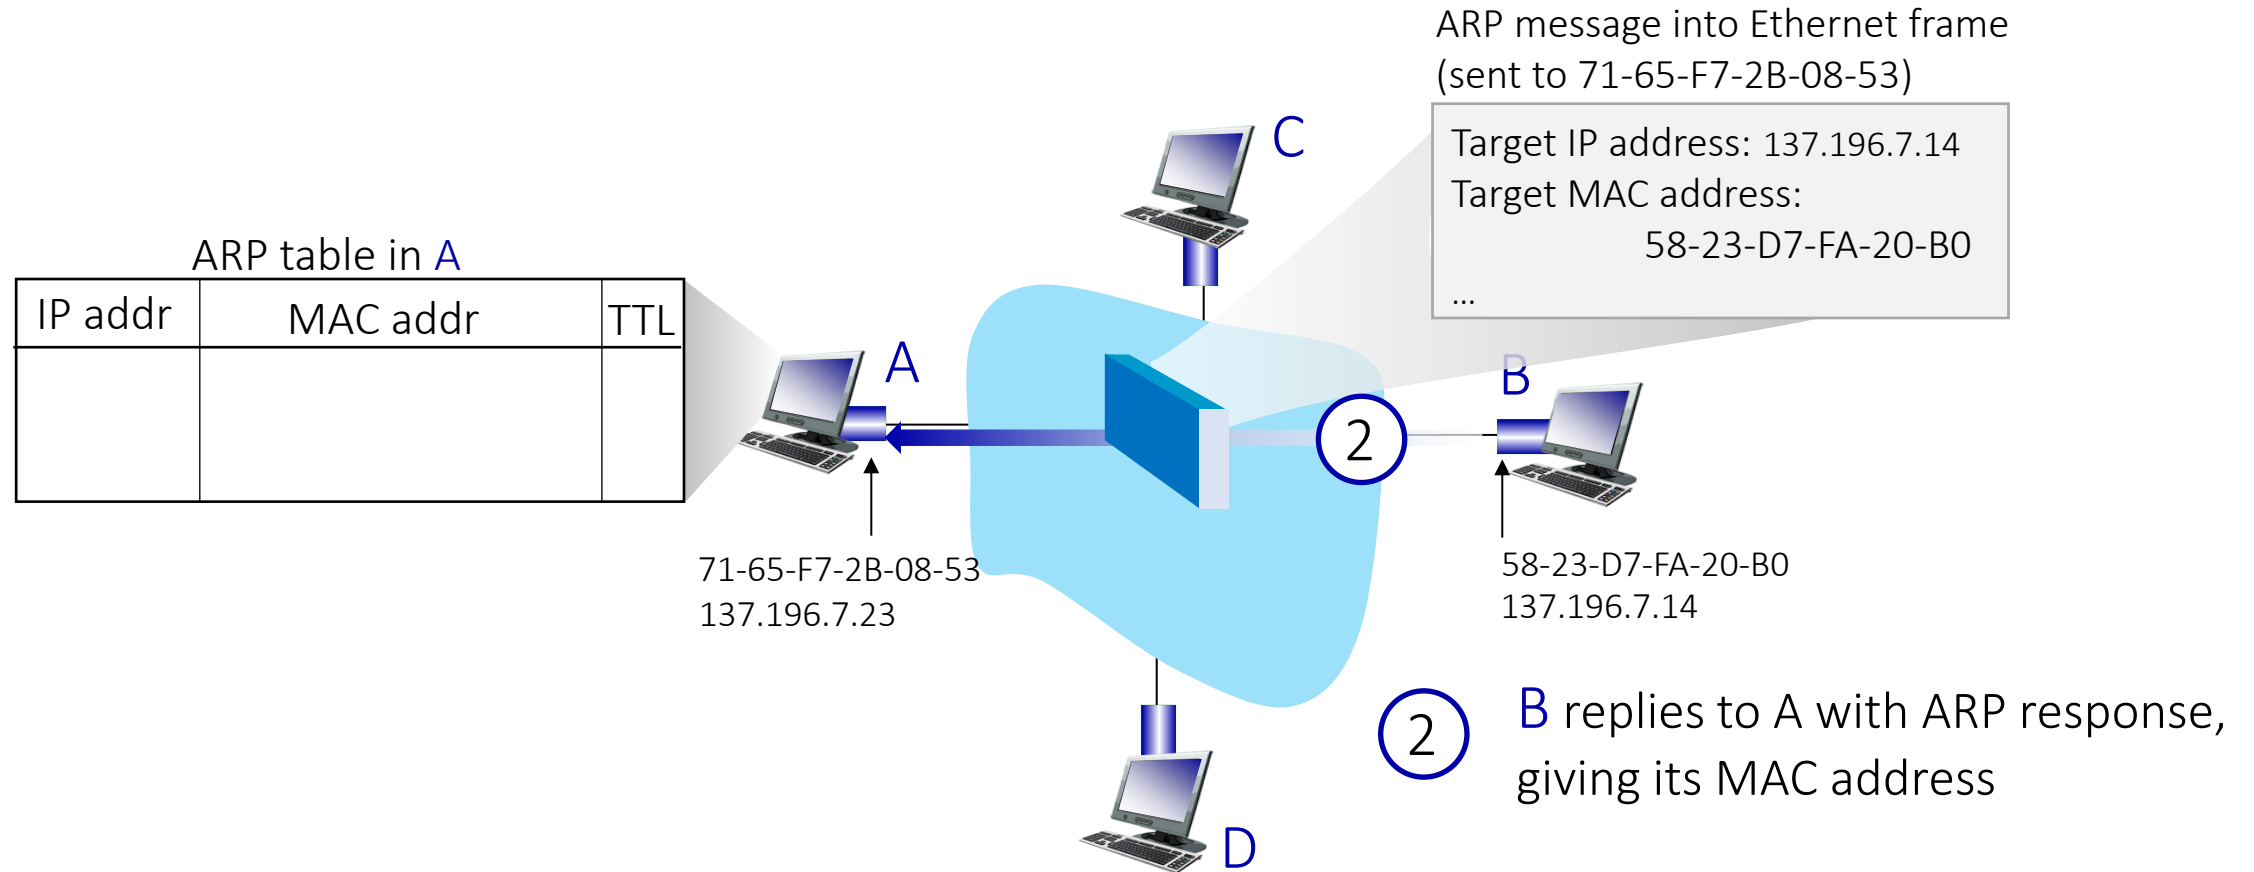 ARP message into Ethernet frame
(sent to 71-65-F7-2B-08-53)
Target IP address: 137.196.7.14
Target MAC address:
58-23-D7-FA-20-B0
...
C
ARP table in A
IP addr MAC addr TTL
A
B
2
71-65-F7-2B-08-53
137.196.7.23
58-23-D7-FA-20-B0
137.196.7.14
2 B replies to A with ARP response,
giving its MAC address
D